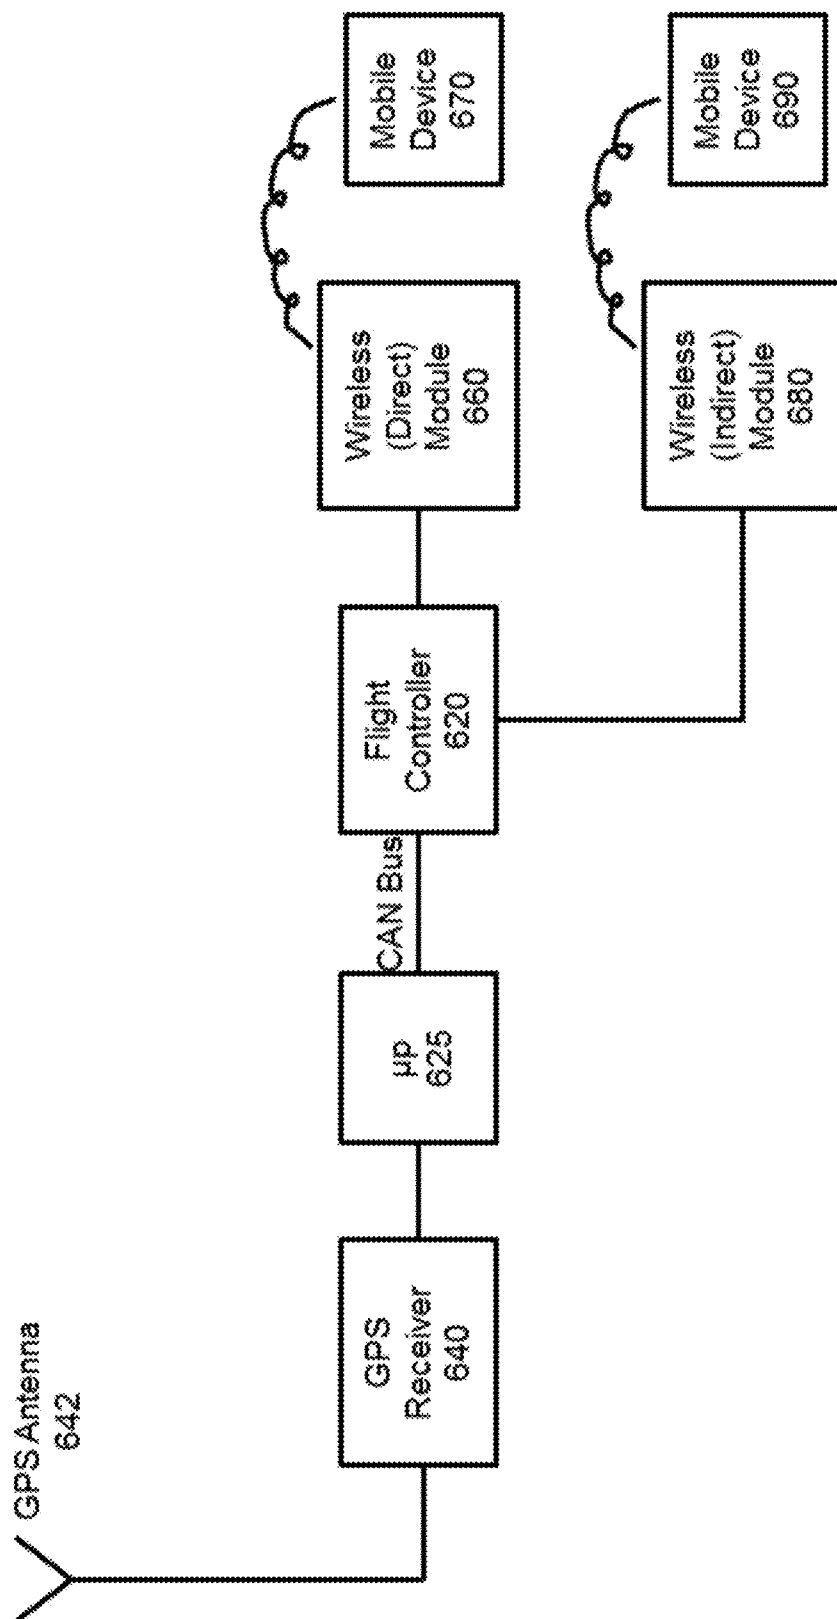 GPS Antenna
642
GPS
Receiver
640
µp
625
CAN Bus
Flight
Controller
620
Wireless
(Direct)
Module
660
Mobile
Device
670
Wireless
(Indirect)
Module
680
Mobile
Device
690